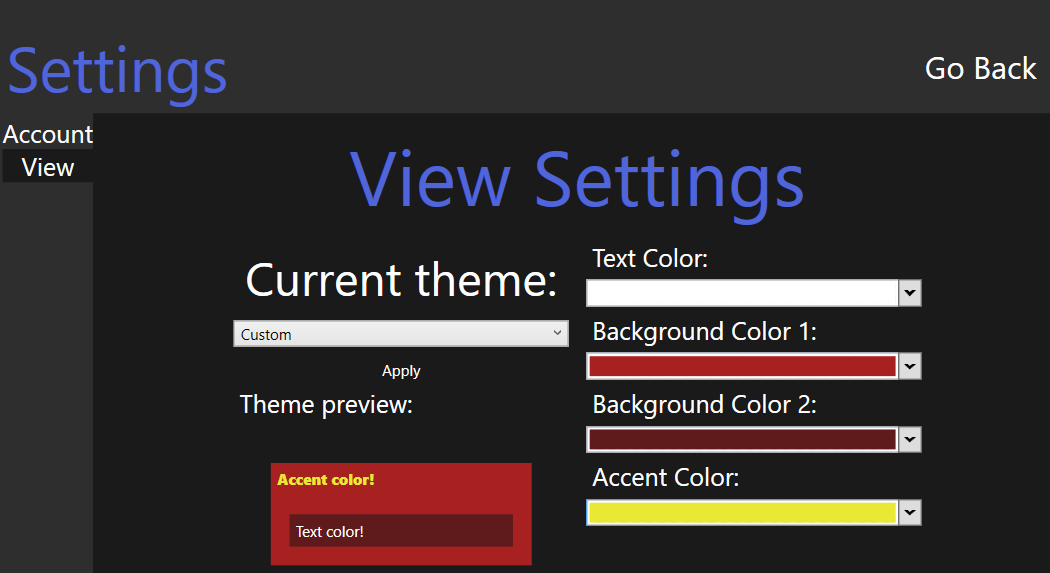 Settings
Go Back
Account
View
View Settings
Current theme:
Custom
Apply
Theme preview:
Accent color!
Text color!
Text Color:
Background Color 1:
Background Color 2:
Accent Color: